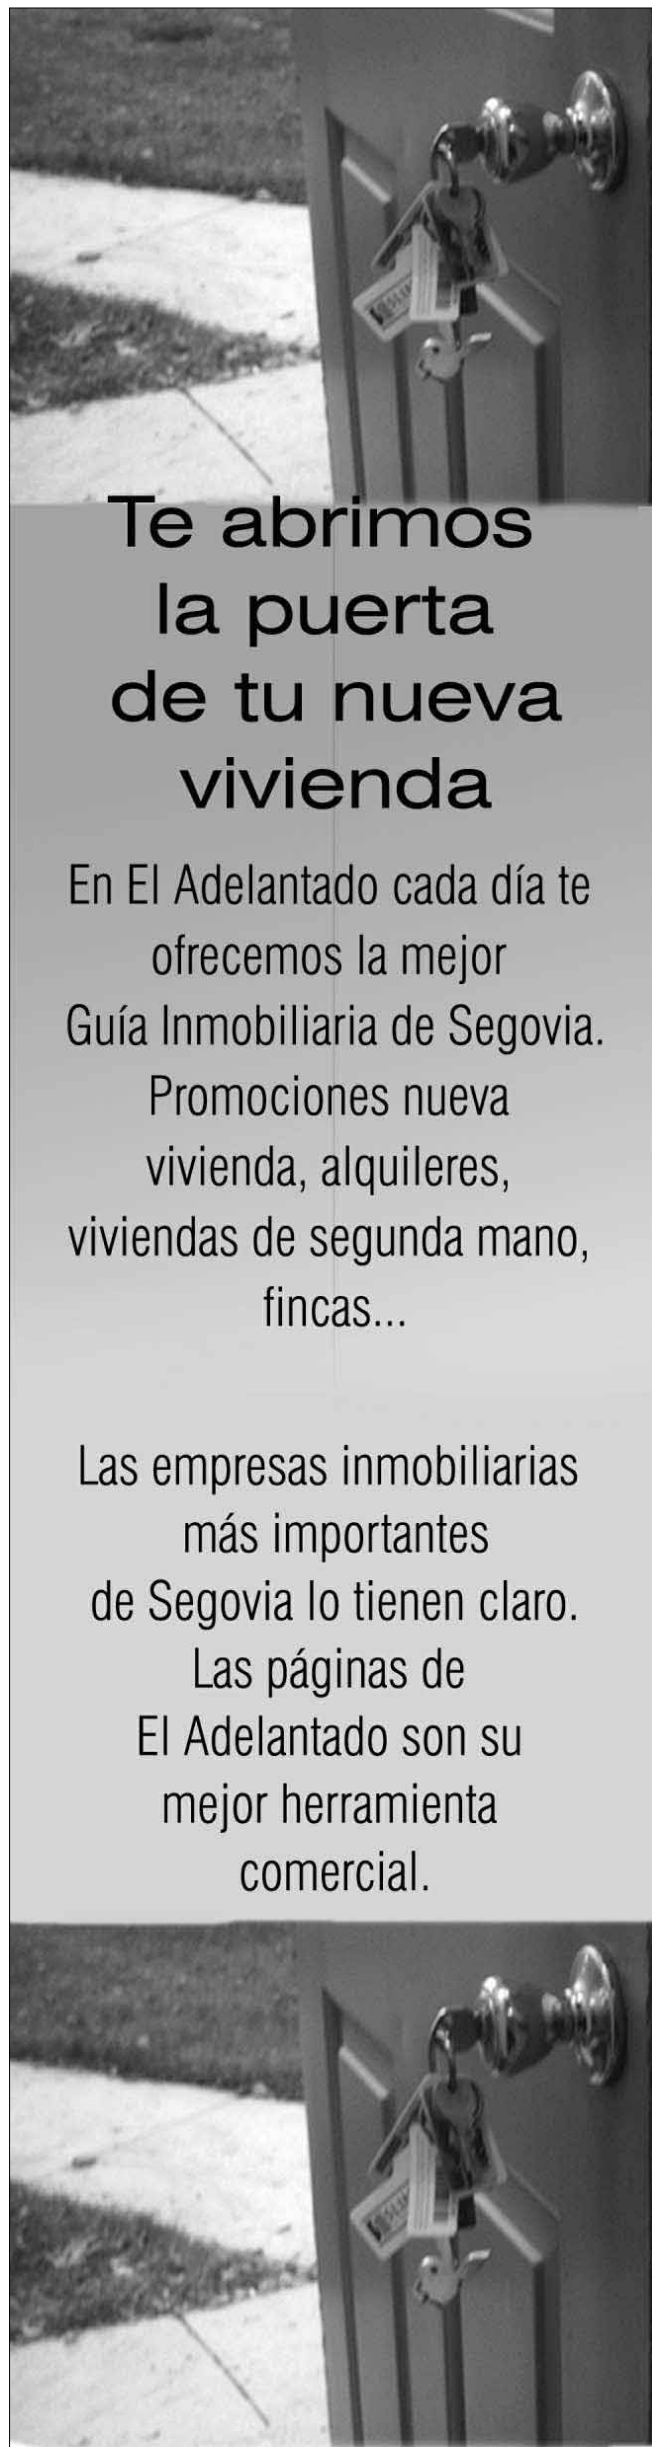 Te abrimos
la puerta
de tu nueva
vivienda
En El Adelantado cada día te
ofrecemos la mejor
Guía Inmobiliaria de Segovia.
Promociones nueva
vivienda, alquileres,
viviendas de segunda mano,
fincas...
Las empresas inmobiliarias
más importantes
de Segovia lo tienen claro.
Las páginas de
El Adelantado son su
mejor herramienta
comercial.